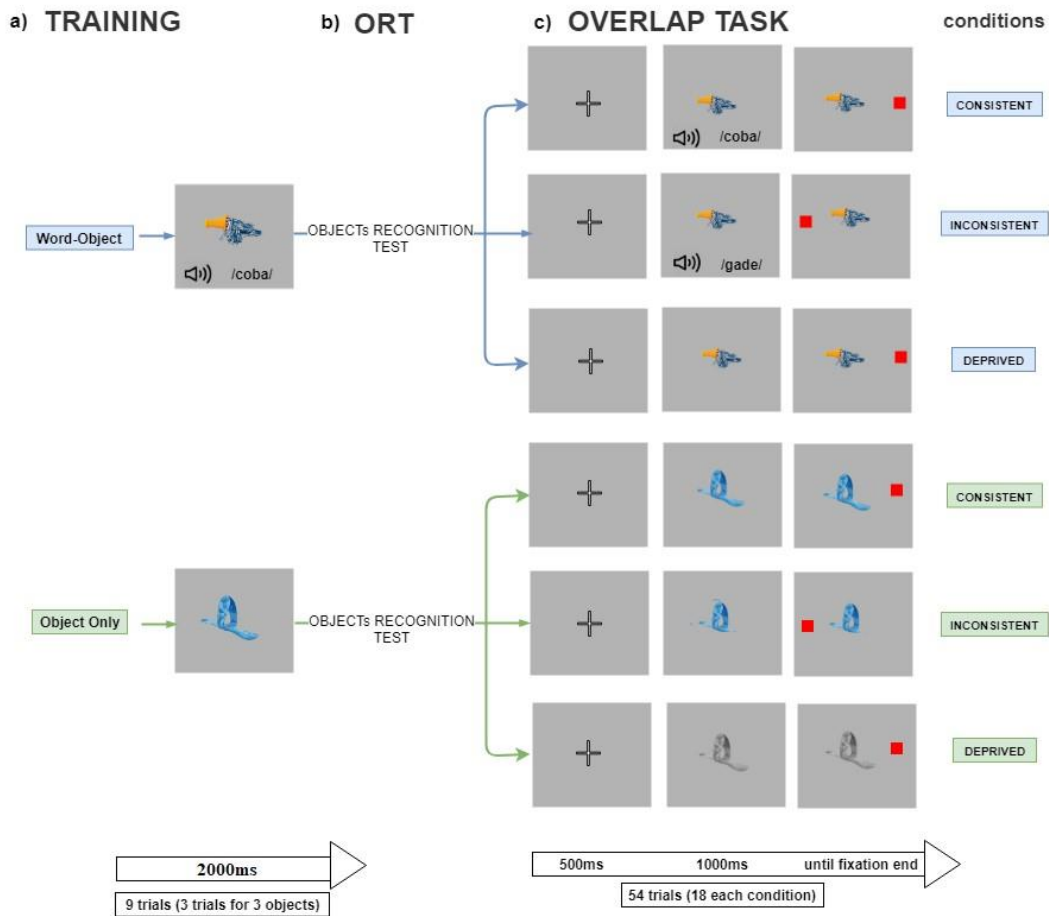 a) TRAINING
b) ORT
c) OVERLAP TASK
conditions
/coba/
CONSISTENT
Word-Object
/coba/
OBJECTs RECOGNITION
TEST
/gade/
INCONSISTENT
DEPRIVED
CONSISTENT
Object Only
OBJECTs RECOGNITION
TEST
INCONSISTENT
DEPRIVED
2000ms
9 trials (3 trials for 3 objects)
500ms
1000ms
until fixation end
54 trials (18 each condition)